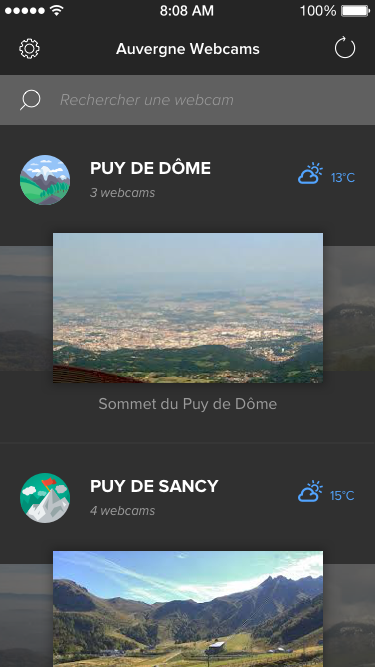 8:08 AM
100%
Auvergne Webcams
Rechercher une webcam
PUY DE DÔME
3 webcams
13°C
Sommet du Puy de Dôme
PUY DE SANCY
4 webcams
15°C